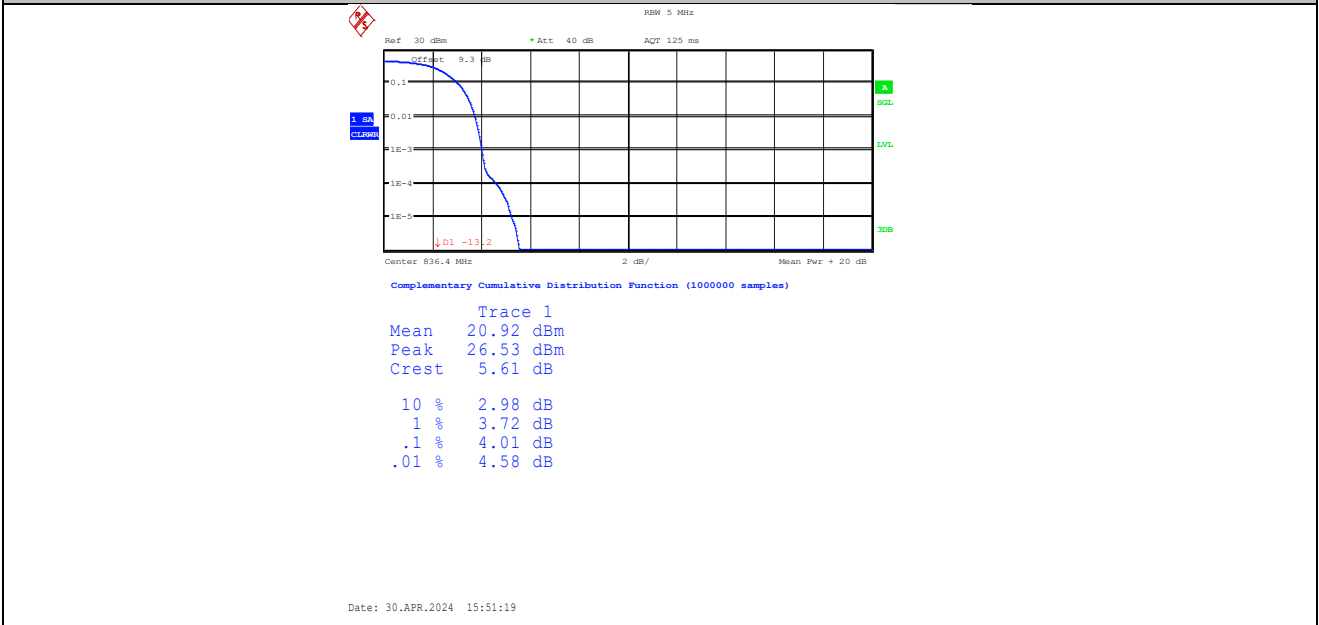 RBW 5 MHz
Ref 30 dBm * Att 40 dB AQT 125 ms
Offset 9.3 dB
0.1
0.01
1E-3
1E-4
1E-5
D1 -13.2
1 SA
CLRWR
A
SGL
LVL
3DB
Center 836.4 MHz 2 dB/ Mean Pwr + 20 dB
Complementary Cumulative Distribution Function (1000000 samples)
Trace 1
Mean 20.92 dBm
Peak 26.53 dBm
Crest 5.61 dB
10 % 2.98 dB
1 % 3.72 dB
.1 % 4.01 dB
.01 % 4.58 dB
Date: 30.APR.2024 15:51:19